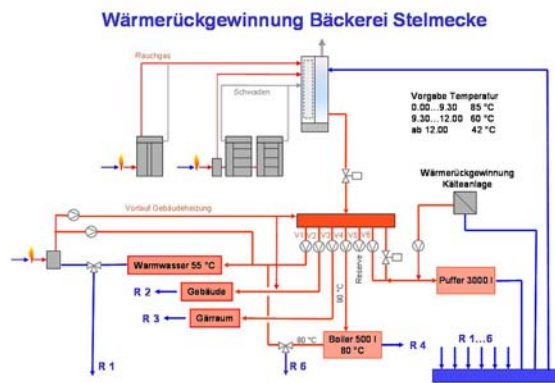 Wärmerückgewinnung Bäckerei Stelmecke
Rauchgas
Schwaden
Vorgabe Temperatur
0.00...9.30 85 °C
9.30...12.00 60 °C
ab 12.00 42 °C
Wärmerückgewinnung
Kälteanlage
Vorlauf Gebäudeheizung
V1
V2
V3
V4
V5
V6
Reserve
Warmwasser 55 °C
Puffer 3000 l
R 2
Gebäude
80 °C
R 3
Gärraum
80 °C
Boiler 500 l
80 °C
R 4
R 1...6
R 1
R 6